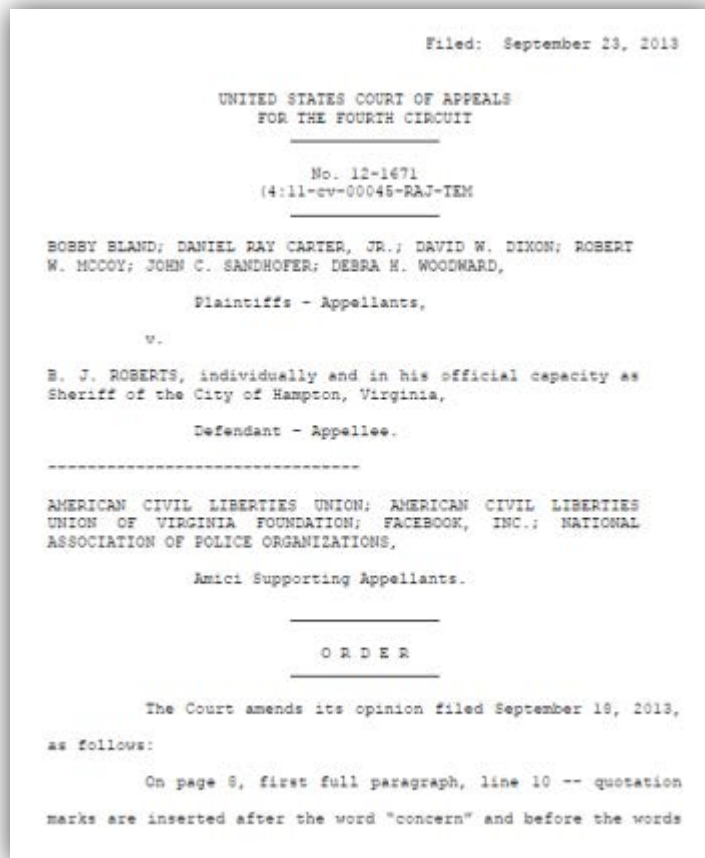 Filed: September 23, 2013
UNITED STATES COURT OF APPEALS
FOR THE FOURTH CIRCUIT
No. 12-1671
(4:11-cv-00045-RAJ-TEM
BOBBY BLAND; DANIEL RAY CARTER, JR.; DAVID W. DIXON; ROBERT
W. MCCOY; JOHN C. SANDHOFER; DEBRA H. WOODWARD,
Plaintiffs - Appellants,
v.
B. J. ROBERTS, individually and in his official capacity as
Sheriff of the City of Hampton, Virginia,
Defendant - Appellee.
---------------------------------
AMERICAN CIVIL LIBERTIES UNION; AMERICAN CIVIL LIBERTIES
UNION OF VIRGINIA FOUNDATION; FACEBOOK, INC.; NATIONAL
ASSOCIATION OF POLICE ORGANIZATIONS,
Amici Supporting Appellants.
O R D E R
The Court amends its opinion filed September 18, 2013,
as follows:
On page 8, first full paragraph, line 10 -- quotation
marks are inserted after the word "concern" and before the words